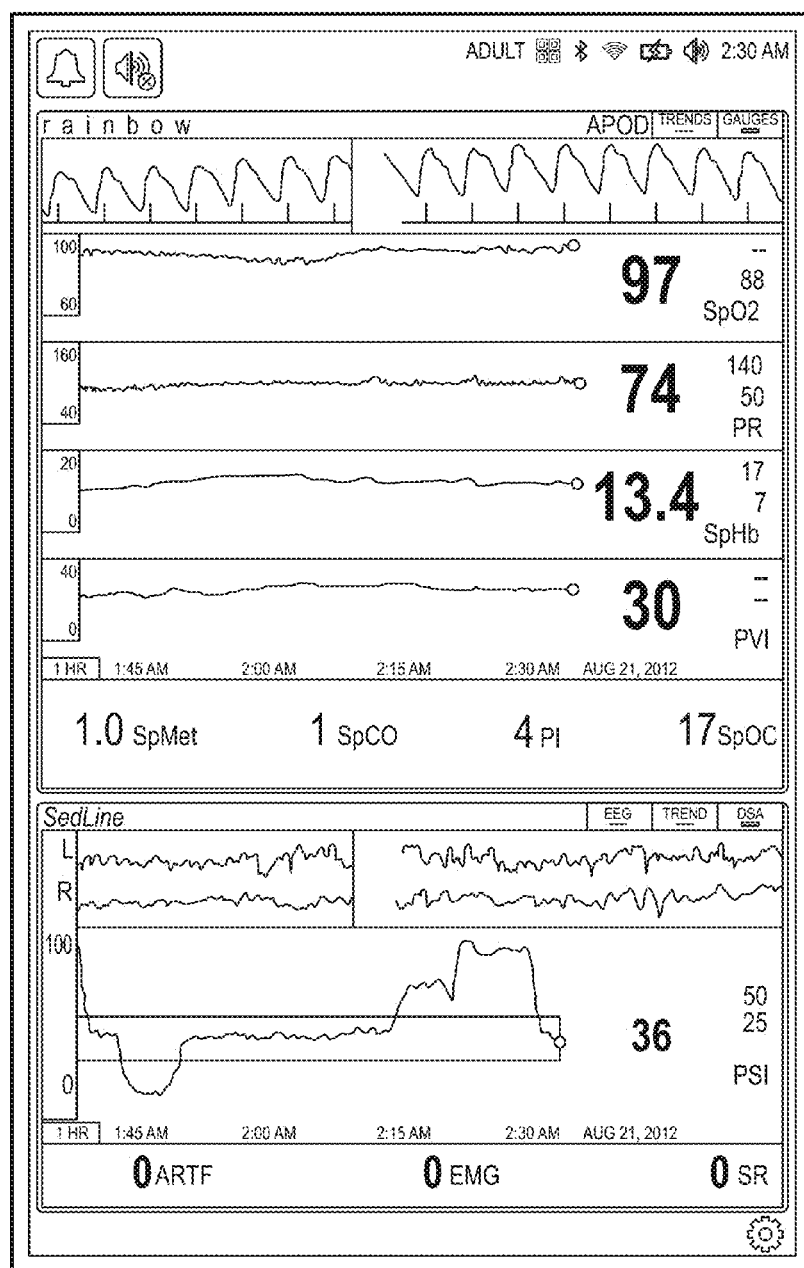 ADULT 2:30 AM
rainbow APOD TRENDS GAUGES
100
60
97
--
88
SpO2
160
40
74
140
50
PR
20
0
13.4
17
7
SpHb
40
0
30
--
--
PVI
1 HR 1:45 AM 2:00 AM 2:15 AM 2:30 AM AUG 21, 2012
1.0 SpMet 1 SpCO 4 PI 17 SpOC
SedLine EEG TREND DSA
L
R
100
0
36
50
25
PSI
1 HR 1:45 AM 2:00 AM 2:15 AM 2:30 AM AUG 21, 2012
0 ARTF 0 EMG 0 SR